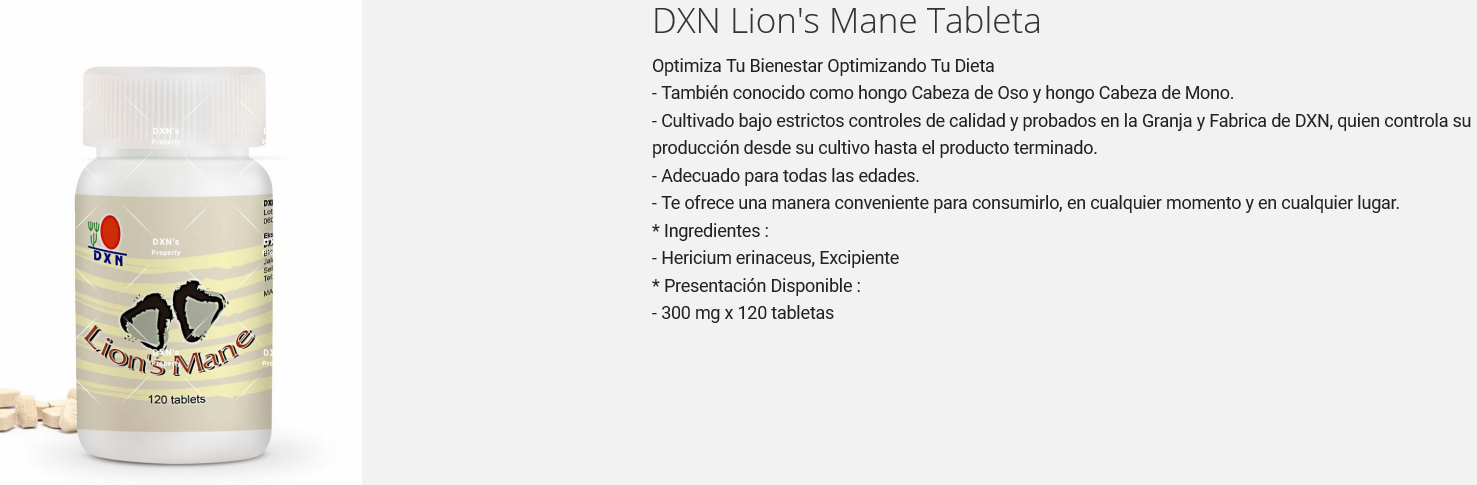 DXN Lion's Mane Tableta
Optimiza Tu Bienestar Optimizando Tu Dieta
- También conocido como hongo Cabeza de Oso y hongo Cabeza de Mono.
- Cultivado bajo estrictos controles de calidad y probados en la Granja y Fabrica de DXN, quien controla su
producción desde su cultivo hasta el producto terminado.
- Adecuado para todas las edades.
- Te ofrece una manera conveniente para consumirlo, en cualquier momento y en cualquier lugar.
* Ingredientes :
- Hericium erinaceus, Excipiente
* Presentación Disponible :
- 300 mg x 120 tabletas
DXN's
Property
DXN
DXN's
Property
Lion's Mane
DXN's
120 tablets